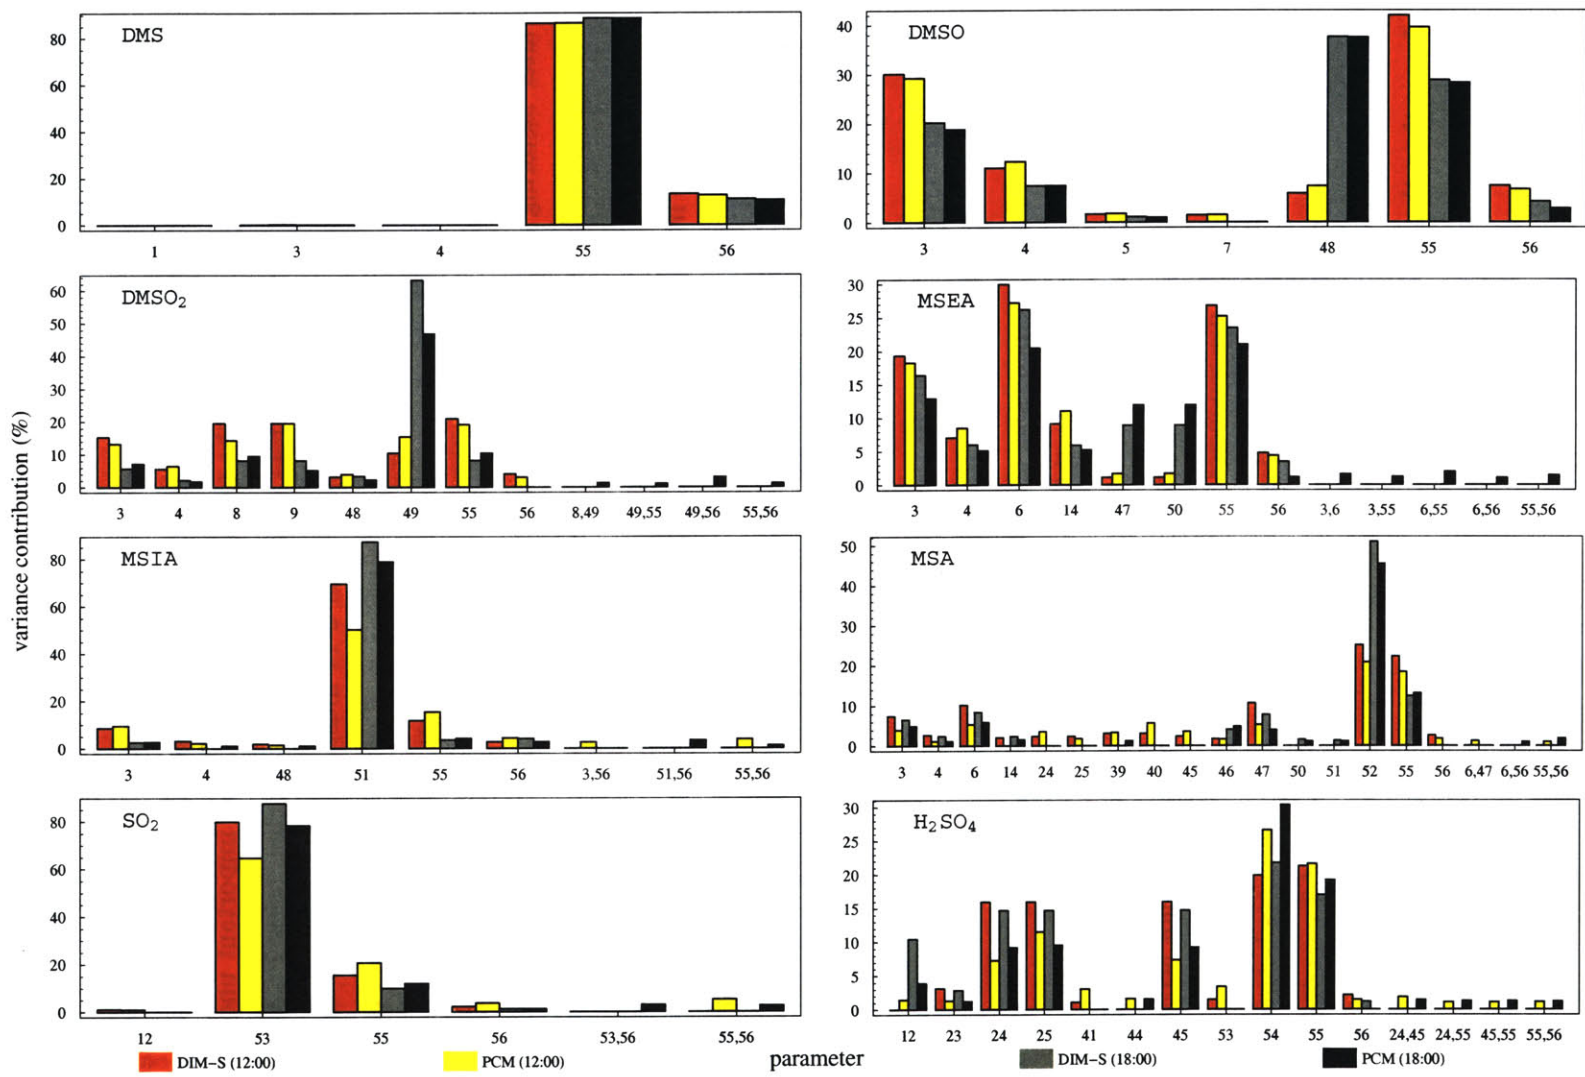 variance contribution (%)
DMS
80
60
40
20
0
1 3 4 55 56
DMSO
40
30
20
10
0
3 4 5 7 48 55 56
DMSO₂
60
50
40
30
20
10
0
3 4 8 9 48 49 55 56 8,49 49,55 49,56 55,56
MSEA
30
25
20
15
10
5
0
3 4 6 14 47 50 55 56 3,6 3,55 6,55 6,56 55,56
MSIA
80
60
40
20
0
3 4 48 51 55 56 3,56 51,56 55,56
MSA
50
40
30
20
10
0
3 4 6 14 24 25 39 40 45 46 47 50 51 52 55 56 6,47 6,56 55,56
SO₂
80
60
40
20
0
12 53 55 56 53,56 55,56
H₂SO₄
30
25
20
15
10
5
0
12 23 24 25 41 44 45 53 54 55 56 24,45 24,55 45,55 55,56
parameter
DIM-S (12:00) PCM (12:00) DIM-S (18:00) PCM (18:00)